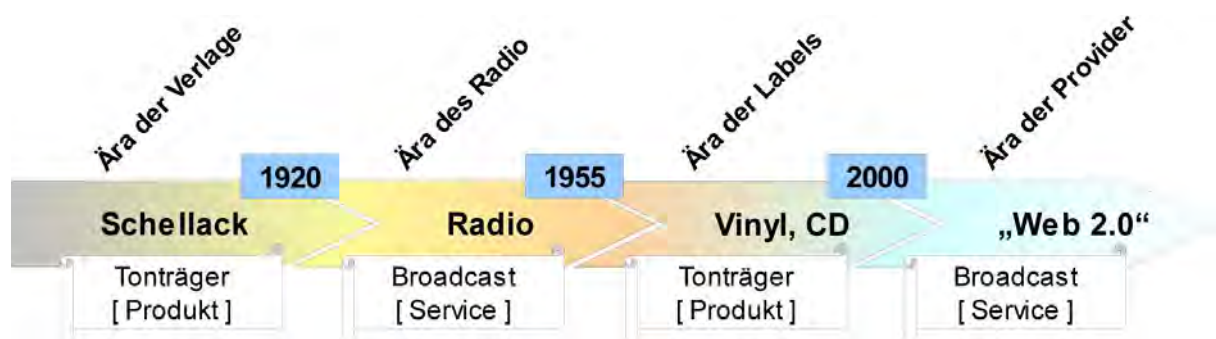 Ära der Verlage
Ära des Radio
Ära der Labels
Ära der Provider
1920
1955
2000
Schellack
Radio
Vinyl, CD
„Web 2.0“
Tonträger
[ Produkt ]
Broadcast
[ Service ]
Tonträger
[ Produkt ]
Broadcast
[ Service ]